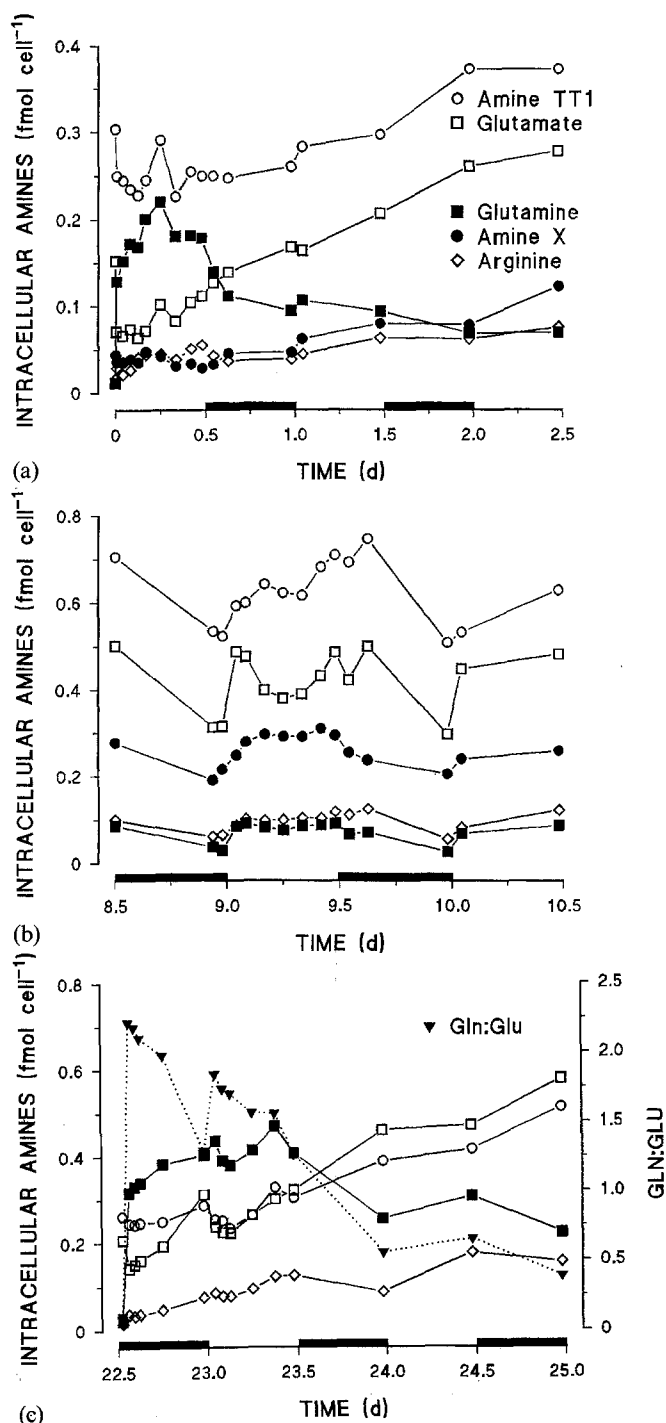 INTRACELLULAR AMINES (fmol cell⁻¹)
0.4
0.3
0.2
0.1
0
Amine TT1
Glutamate
Glutamine
Amine X
Arginine
0
0.5
1.0
1.5
2.0
2.5
TIME (d)
(a)
INTRACELLULAR AMINES (fmol cell⁻¹)
0.8
0.6
0.4
0.2
0
8.5
9.0
9.5
10.0
10.5
TIME (d)
(b)
INTRACELLULAR AMINES (fmol cell⁻¹)
0.8
0.6
0.4
0.2
0
Gln:Glu
2.5
2.0
1.5
1.0
0.5
0
GLN:GLU
22.5
23.0
23.5
24.0
24.5
25.0
TIME (d)
(c)